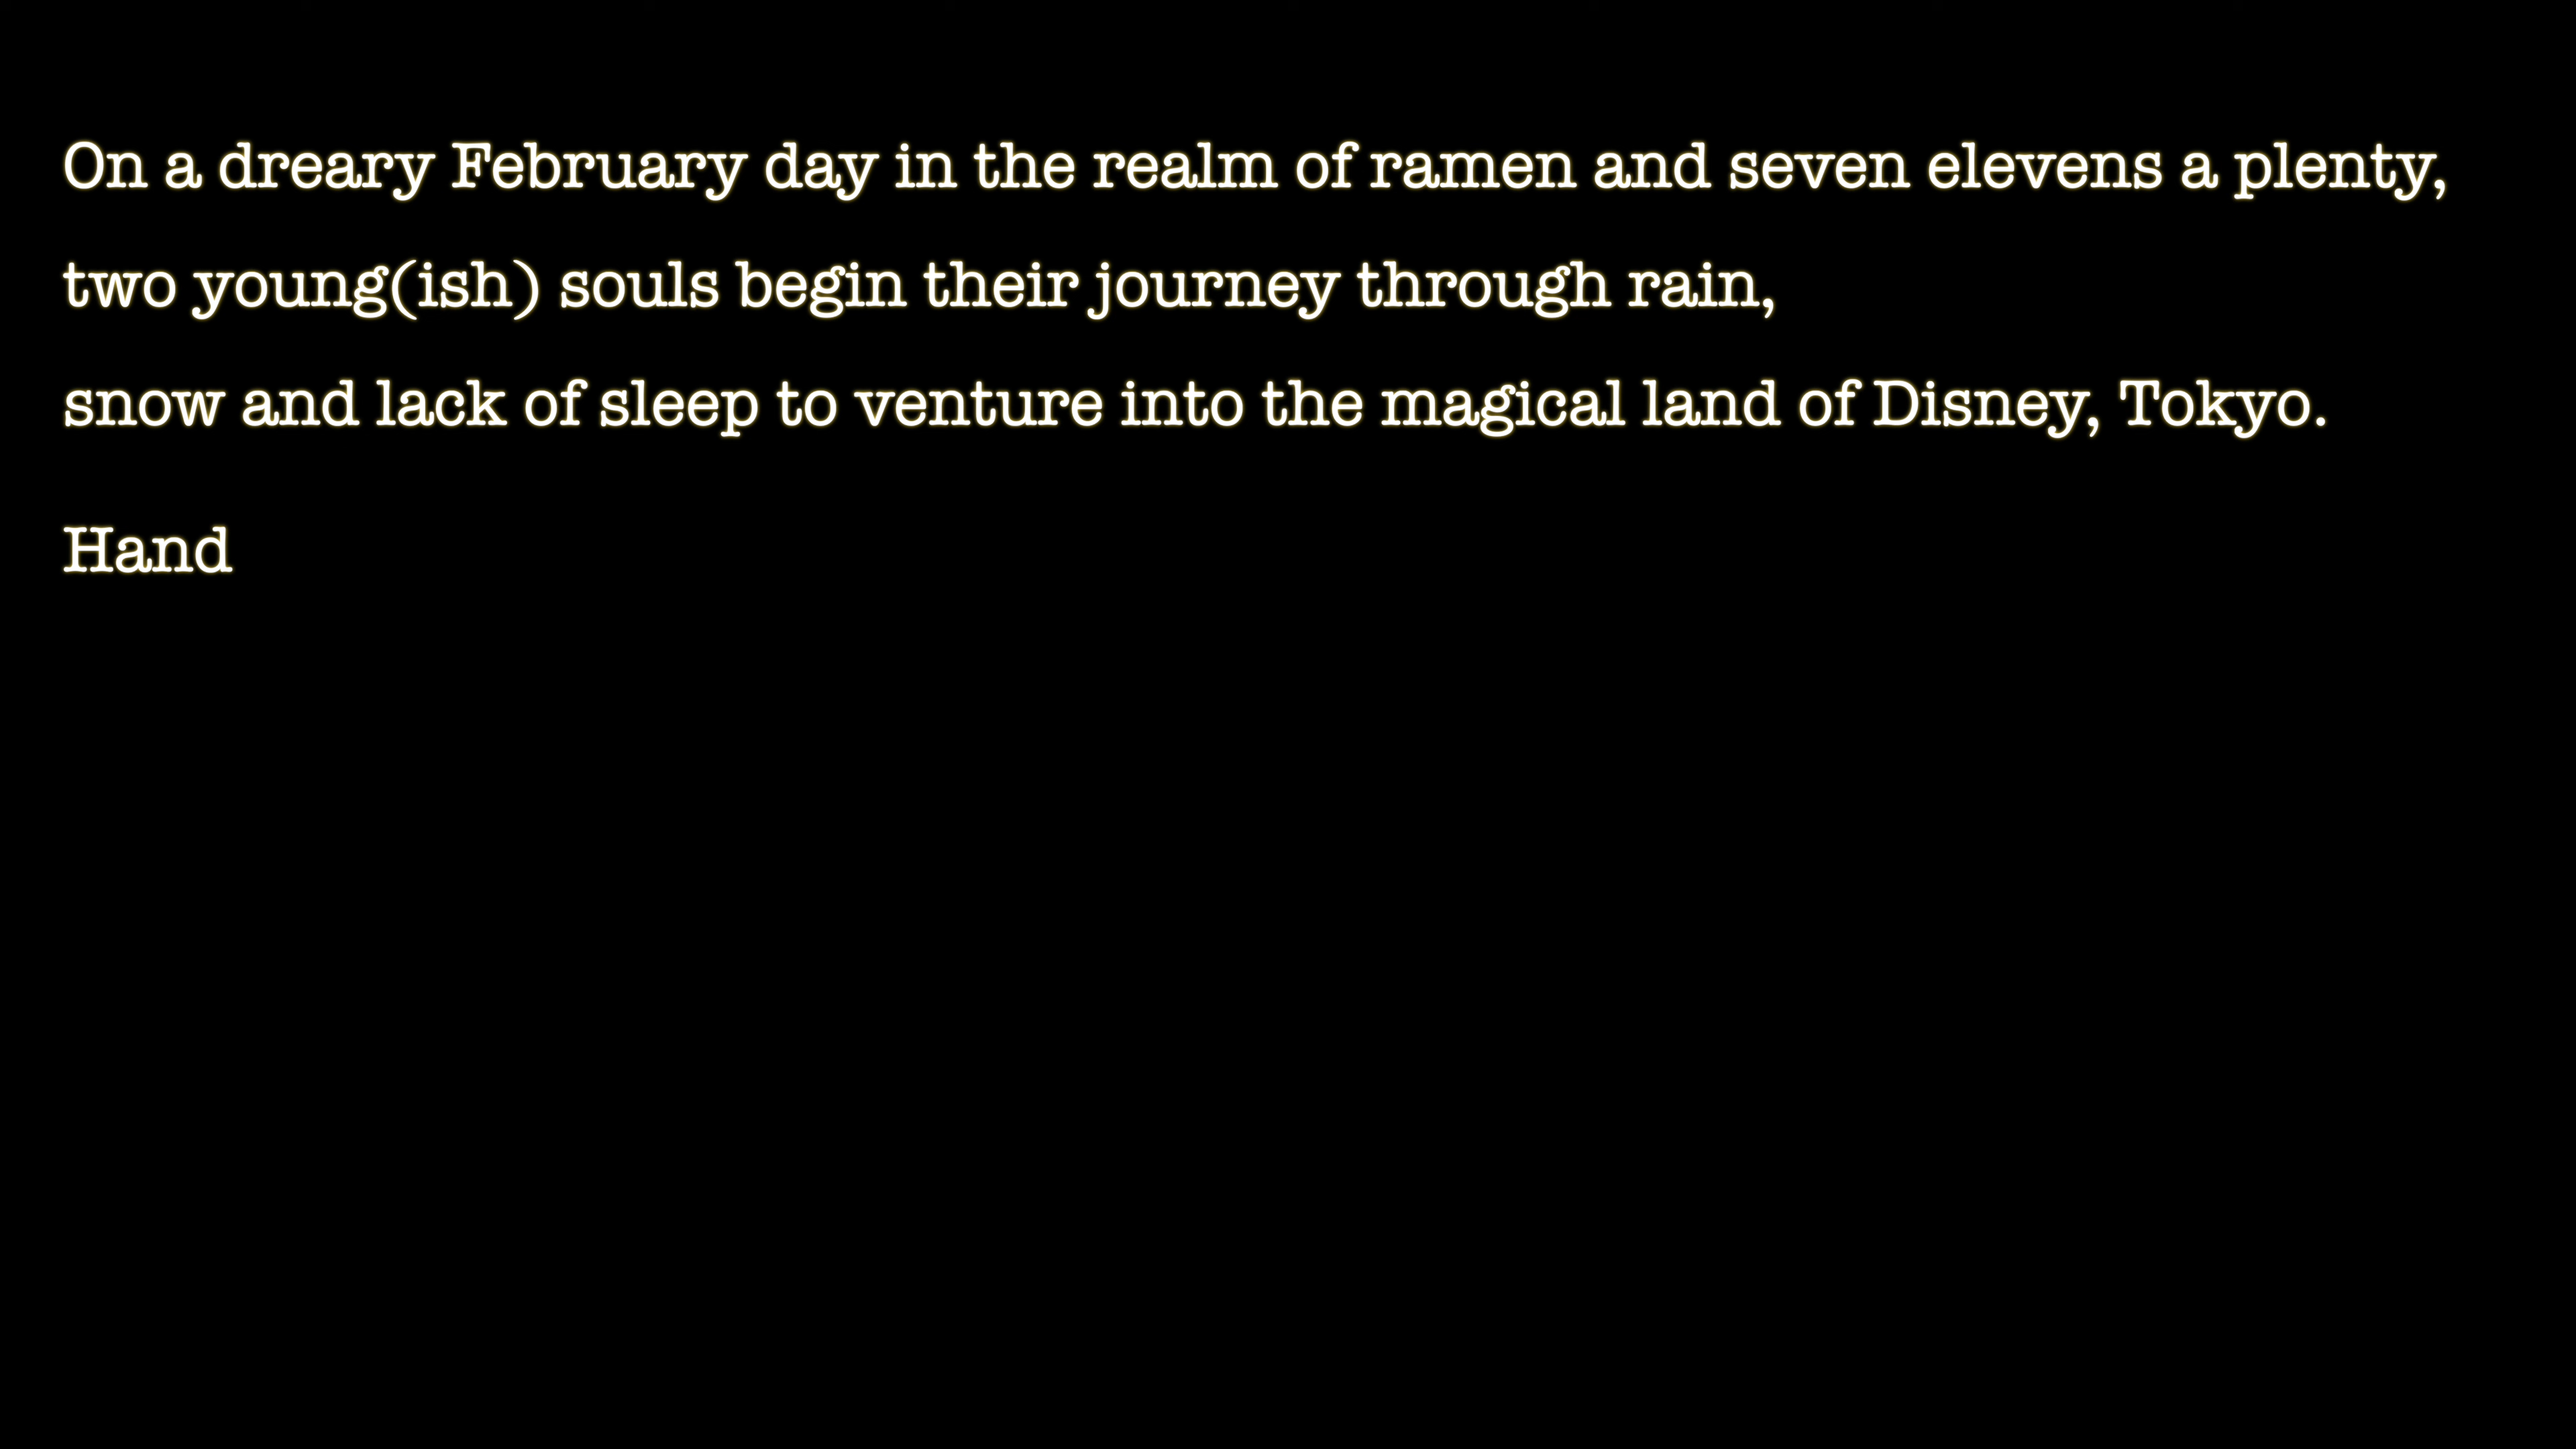 On a dreary February day in the realm of ramen and seven elevens a plenty,
two young(ish) souls begin their journey through rain,
snow and lack of sleep to venture into the magical land of Disney, Tokyo.
Hand